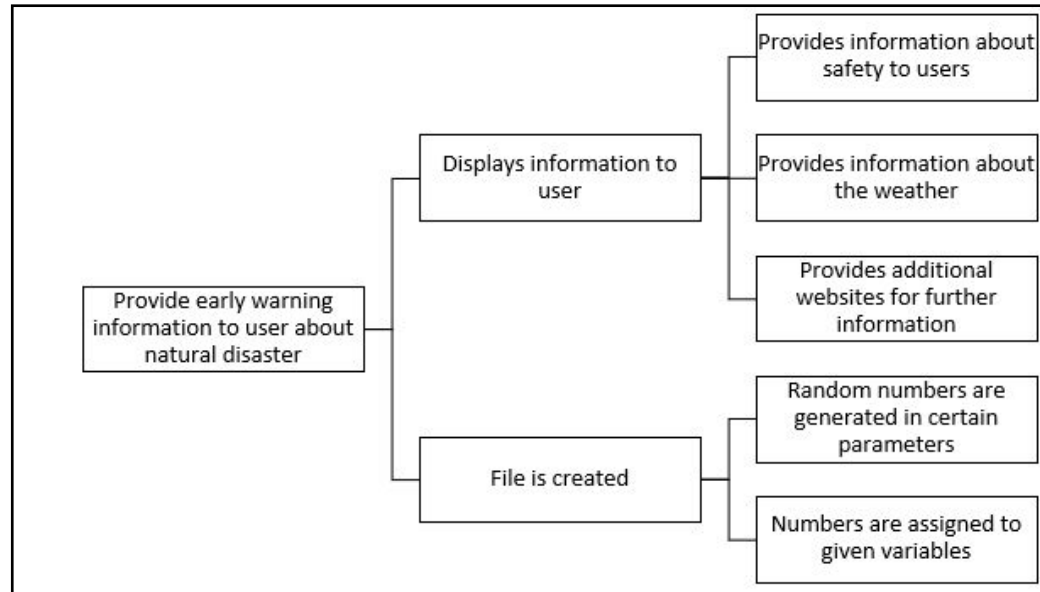 Provides information about
safety to users
Displays information to
user
Provides information about
the weather
Provides additional
websites for further
information
Provide early warning
information to user about
natural disaster
Random numbers are
generated in certain
parameters
File is created
Numbers are assigned to
given variables